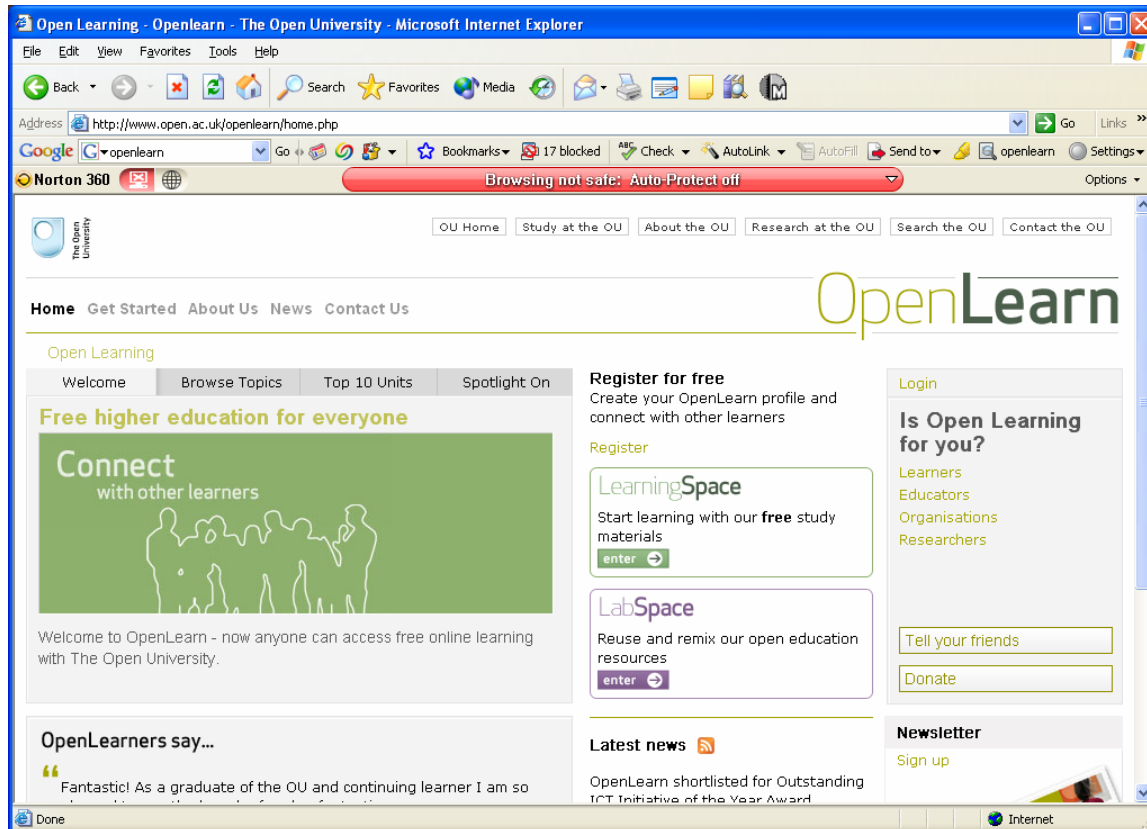 Open Learning - Openlearn - The Open University - Microsoft Internet Explorer
File Edit View Favorites Tools Help
Back Search Favorites Media
Address http://www.open.ac.uk/openlearn/home.php Go Links »
Google G openlearn Go Bookmarks 17 blocked ABC Check AutoLink AutoFill Send to openlearn Settings
Norton 360 Browsing not safe: Auto-Protect off Options
The Open
University
OU Home Study at the OU About the OU Research at the OU Search the OU Contact the OU
Home Get Started About Us News Contact Us
OpenLearn
Open Learning
Welcome Browse Topics Top 10 Units Spotlight On
Free higher education for everyone
Connect
with other learners
Welcome to OpenLearn - now anyone can access free online learning
with The Open University.
OpenLearners say...
“
Fantastic! As a graduate of the OU and continuing learner I am so
Register for free
Create your OpenLearn profile and
connect with other learners
Register
LearningSpace
Start learning with our free study
materials
enter
LabSpace
Reuse and remix our open education
resources
enter
Latest news
OpenLearn shortlisted for Outstanding
ICT Initiative of the Year Award
Login
Is Open Learning
for you?
Learners
Educators
Organisations
Researchers
Tell your friends
Donate
Newsletter
Sign up
Done Internet